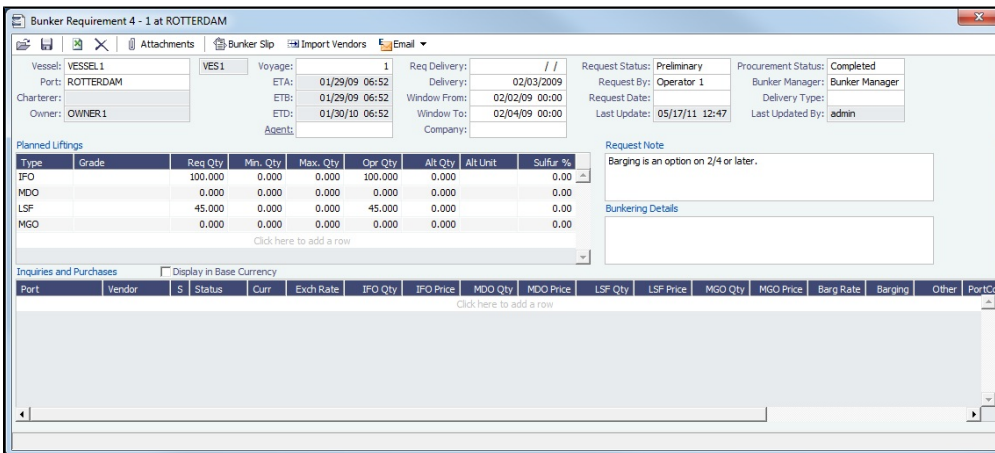 Bunker Requirement 4 - 1 at ROTTERDAM
Attachments Bunker Slip Import Vendors Email
Vessel: VESSEL1 VES1 Voyage: 1 Req Delivery: / / Request Status: Preliminary Procurement Status: Completed
Port: ROTTERDAM ETA: 01/29/09 06:52 Delivery: 02/03/2009 Request By: Operator 1 Bunker Manager: Bunker Manager
Charterer: ETB: 01/29/09 06:52 Window From: 02/02/09 00:00 Request Date: Delivery Type:
Owner: OWNER1 ETD: 01/30/10 06:52 Window To: 02/04/09 00:00 Last Update: 05/17/11 12:47 Last Updated By: admin
Agent: Company:
Planned Liftings Request Note
Type Grade Req Qty Min. Qty Max. Qty Opr Qty Alt Qty Alt Unit Sulfur % Barging is an option on 2/4 or later.
IFO 100.000 0.000 0.000 100.000 0.000 0.00
MDO 0.000 0.000 0.000 0.000 0.000 0.00
LSF 45.000 0.000 0.000 45.000 0.000 0.00 Bunkering Details
MGO 0.000 0.000 0.000 0.000 0.000 0.00
Click here to add a row
Inquiries and Purchases Display in Base Currency
Port Vendor S Status Curr Exch Rate IFO Qty IFO Price MDO Qty MDO Price LSF Qty LSF Price MGO Qty MGO Price Barg Rate Barging Other PortCo
Click here to add a row